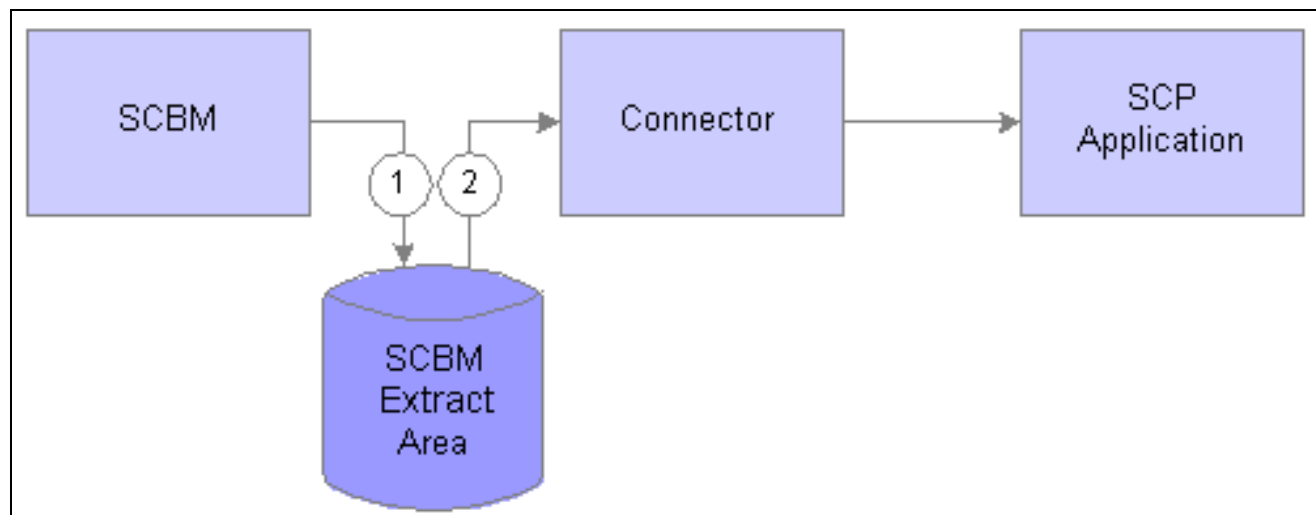 SCBM
Connector
SCP
Application
1
2
SCBM
Extract
Area